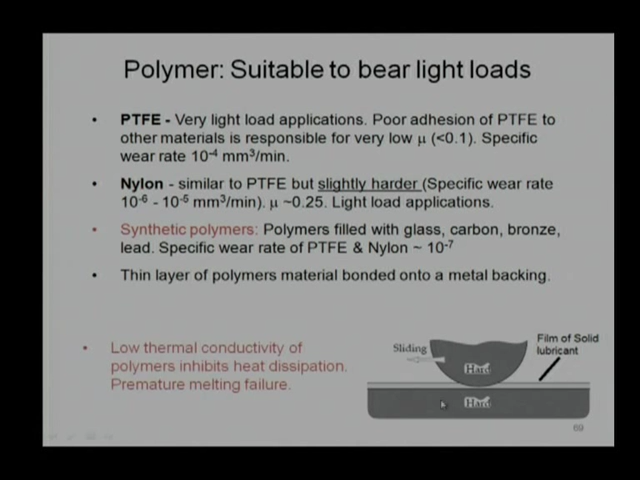 Polymer: Suitable to bear light loads
• PTFE - Very light load applications. Poor adhesion of PTFE to
other materials is responsible for very low μ (<0.1). Specific
wear rate 10⁻⁴ mm³/min.
• Nylon - similar to PTFE but slightly harder (Specific wear rate
10⁻⁶ - 10⁻⁵ mm³/min). μ ~0.25. Light load applications.
• Synthetic polymers: Polymers filled with glass, carbon, bronze,
lead. Specific wear rate of PTFE & Nylon ~ 10⁻⁷
• Thin layer of polymers material bonded onto a metal backing.
• Low thermal conductivity of
polymers inhibits heat dissipation.
Premature melting failure.
Sliding
Film of Solid
lubricant
Hard
Hard
69